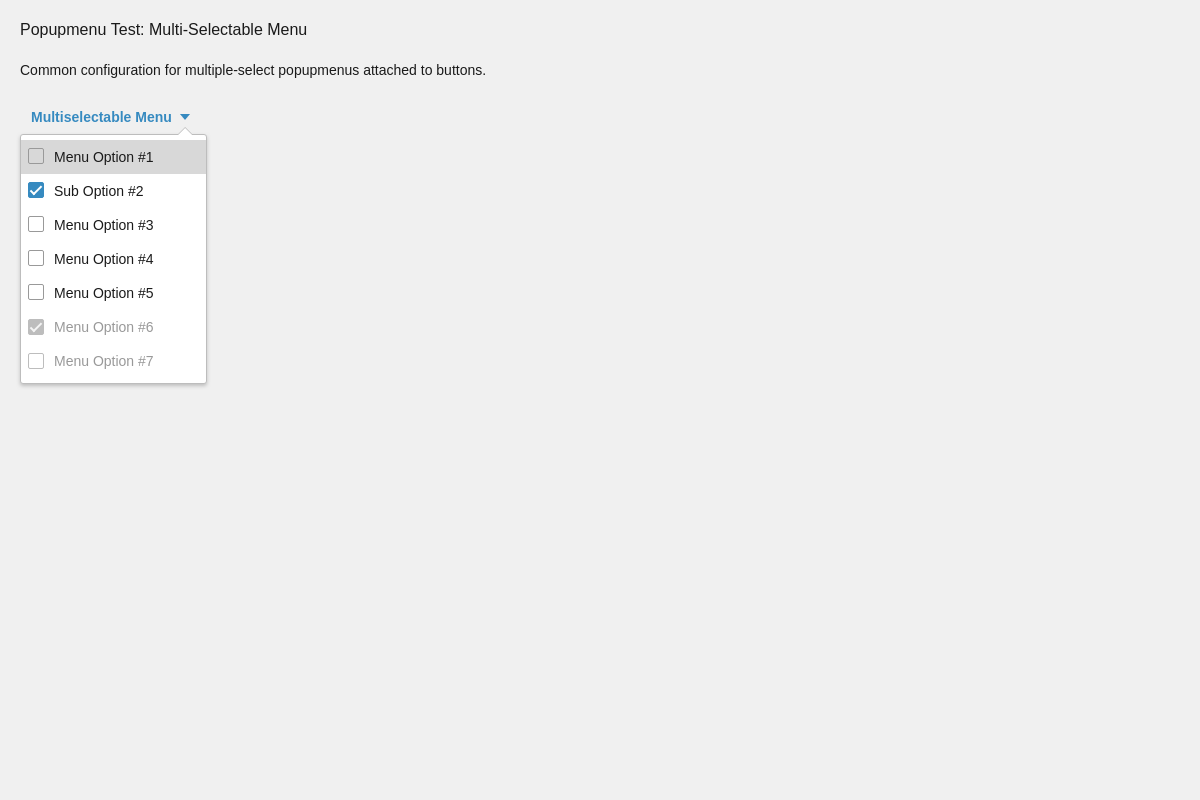 Popupmenu Test: Multi-Selectable Menu
Common configuration for multiple-select popupmenus attached to buttons.
Multiselectable Menu
Menu Option #1
Sub Option #2
Menu Option #3
Menu Option #4
Menu Option #5
Menu Option #6
Menu Option #7